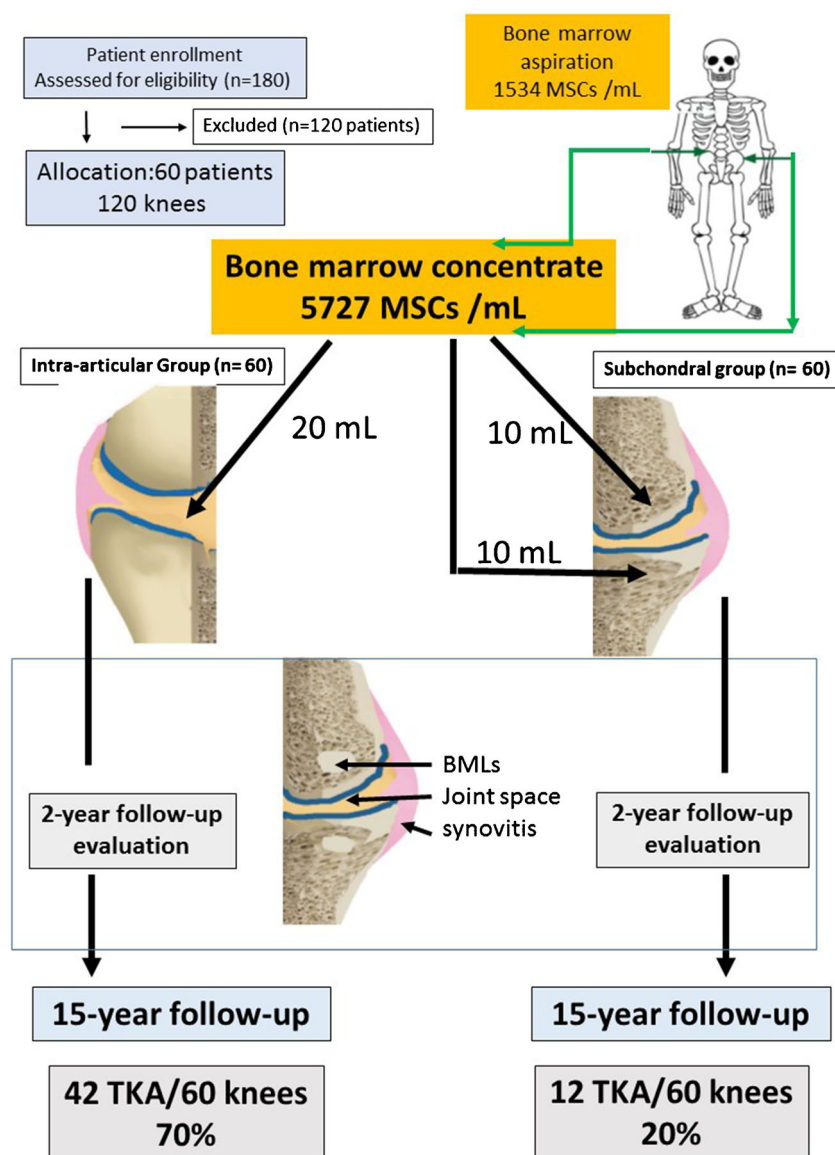 Patient enrollment
Assessed for eligibility (n=180)
Excluded (n=120 patients)
Allocation:60 patients
120 knees
Bone marrow
aspiration
1534 MSCs /mL
Bone marrow concentrate
5727 MSCs /mL
Intra-articular Group (n= 60)
Subchondral group (n= 60)
20 mL
10 mL
10 mL
BMLs
Joint space
synovitis
2-year follow-up
evaluation
2-year follow-up
evaluation
15-year follow-up
15-year follow-up
42 TKA/60 knees
70%
12 TKA/60 knees
20%